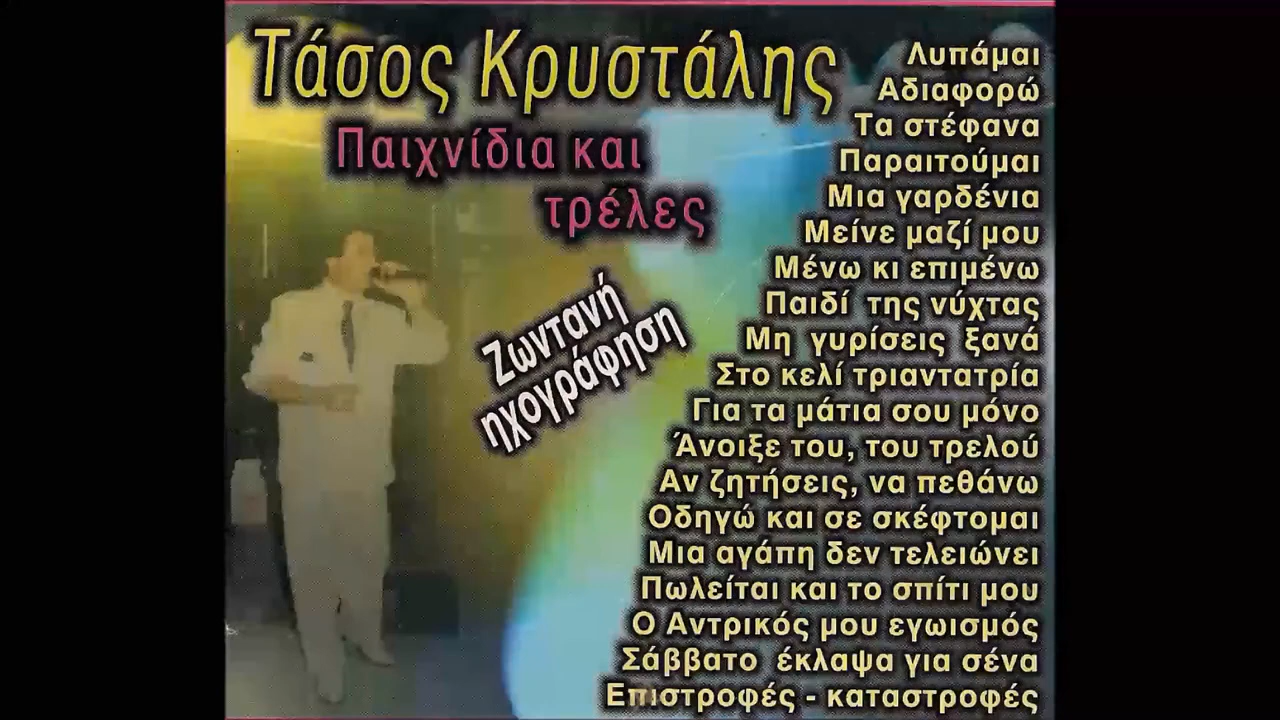 Τάσος Κρυστάλης
Παιχνίδια και
τρέλες
Ζωντανή
ηχογράφηση
Λυπάμαι
Αδιαφορώ
Τα στέφανα
Παραιτούμαι
Μια γαρδένια
Μείνε μαζί μου
Μένω κι επιμένω
Παιδί της νύχτας
Μη γυρίσεις ξανά
Στο κελί τριαντατρία
Για τα μάτια σου μόνο
Άνοιξε του, του τρελού
Αν ζητήσεις, να πεθάνω
Οδηγώ και σε σκέφτομαι
Μια αγάπη δεν τελειώνει
Πωλείται και το σπίτι μου
Ο Αντρικός μου εγωισμός
Σάββατο έκλαψα για σένα
Επιστροφές - καταστροφές